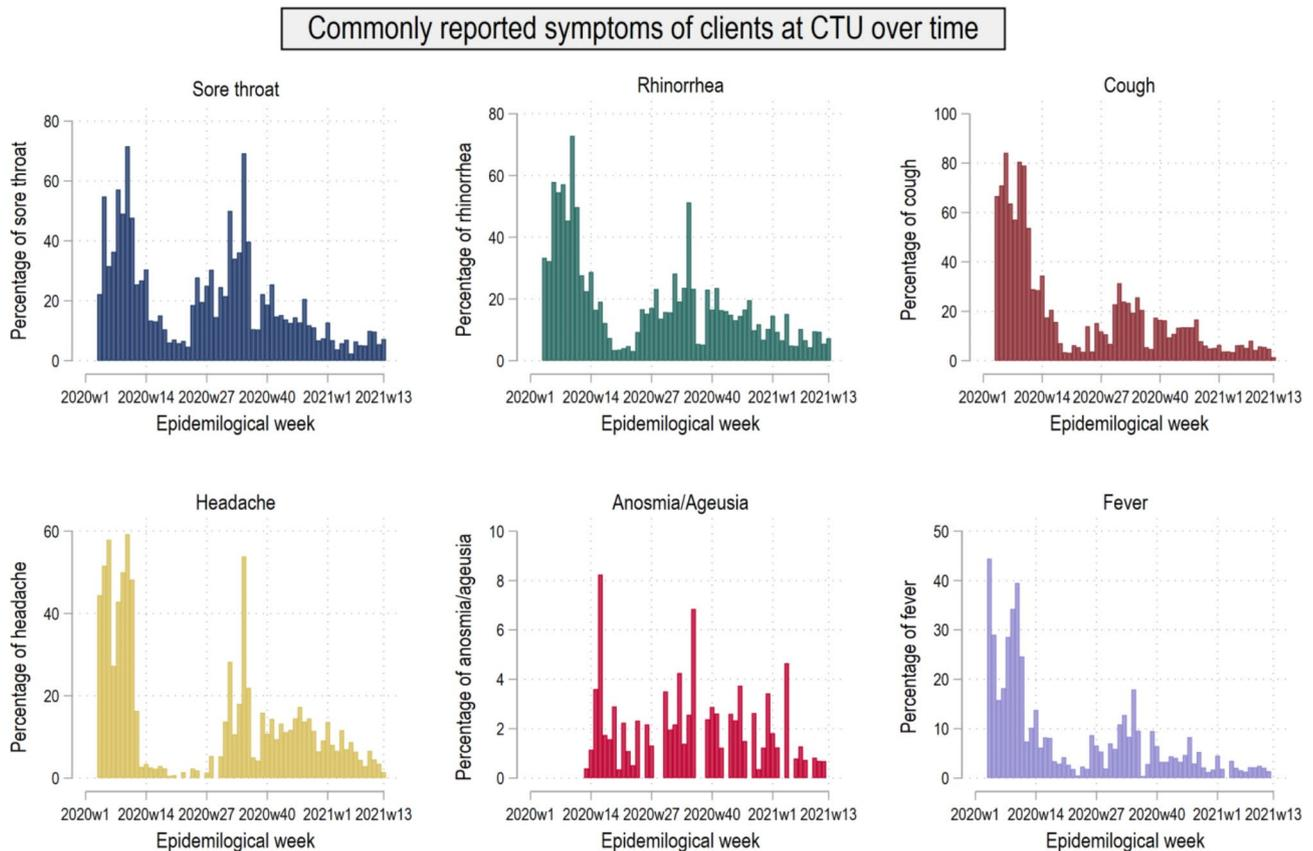 Commonly reported symptoms of clients at CTU over time
Sore throat
Percentage of sore throat
80
60
40
20
0
2020w1 2020w14 2020w27 2020w40 2021w1 2021w13
Epidemilogical week
Rhinorrhea
Percentage of rhinorrhea
80
60
40
20
0
2020w1 2020w14 2020w27 2020w40 2021w1 2021w13
Epidemilogical week
Cough
Percentage of cough
100
80
60
40
20
0
2020w1 2020w14 2020w27 2020w40 2021w1 2021w13
Epidemilogical week
Headache
Percentage of headache
60
40
20
0
2020w1 2020w14 2020w27 2020w40 2021w1 2021w13
Epidemilogical week
Anosmia/Ageusia
Percentage of anosmia/ageusia
10
8
6
4
2
0
2020w1 2020w14 2020w27 2020w40 2021w1 2021w13
Epidemilogical week
Fever
Percentage of fever
50
40
30
20
10
0
2020w1 2020w14 2020w27 2020w40 2021w1 2021w13
Epidemilogical week